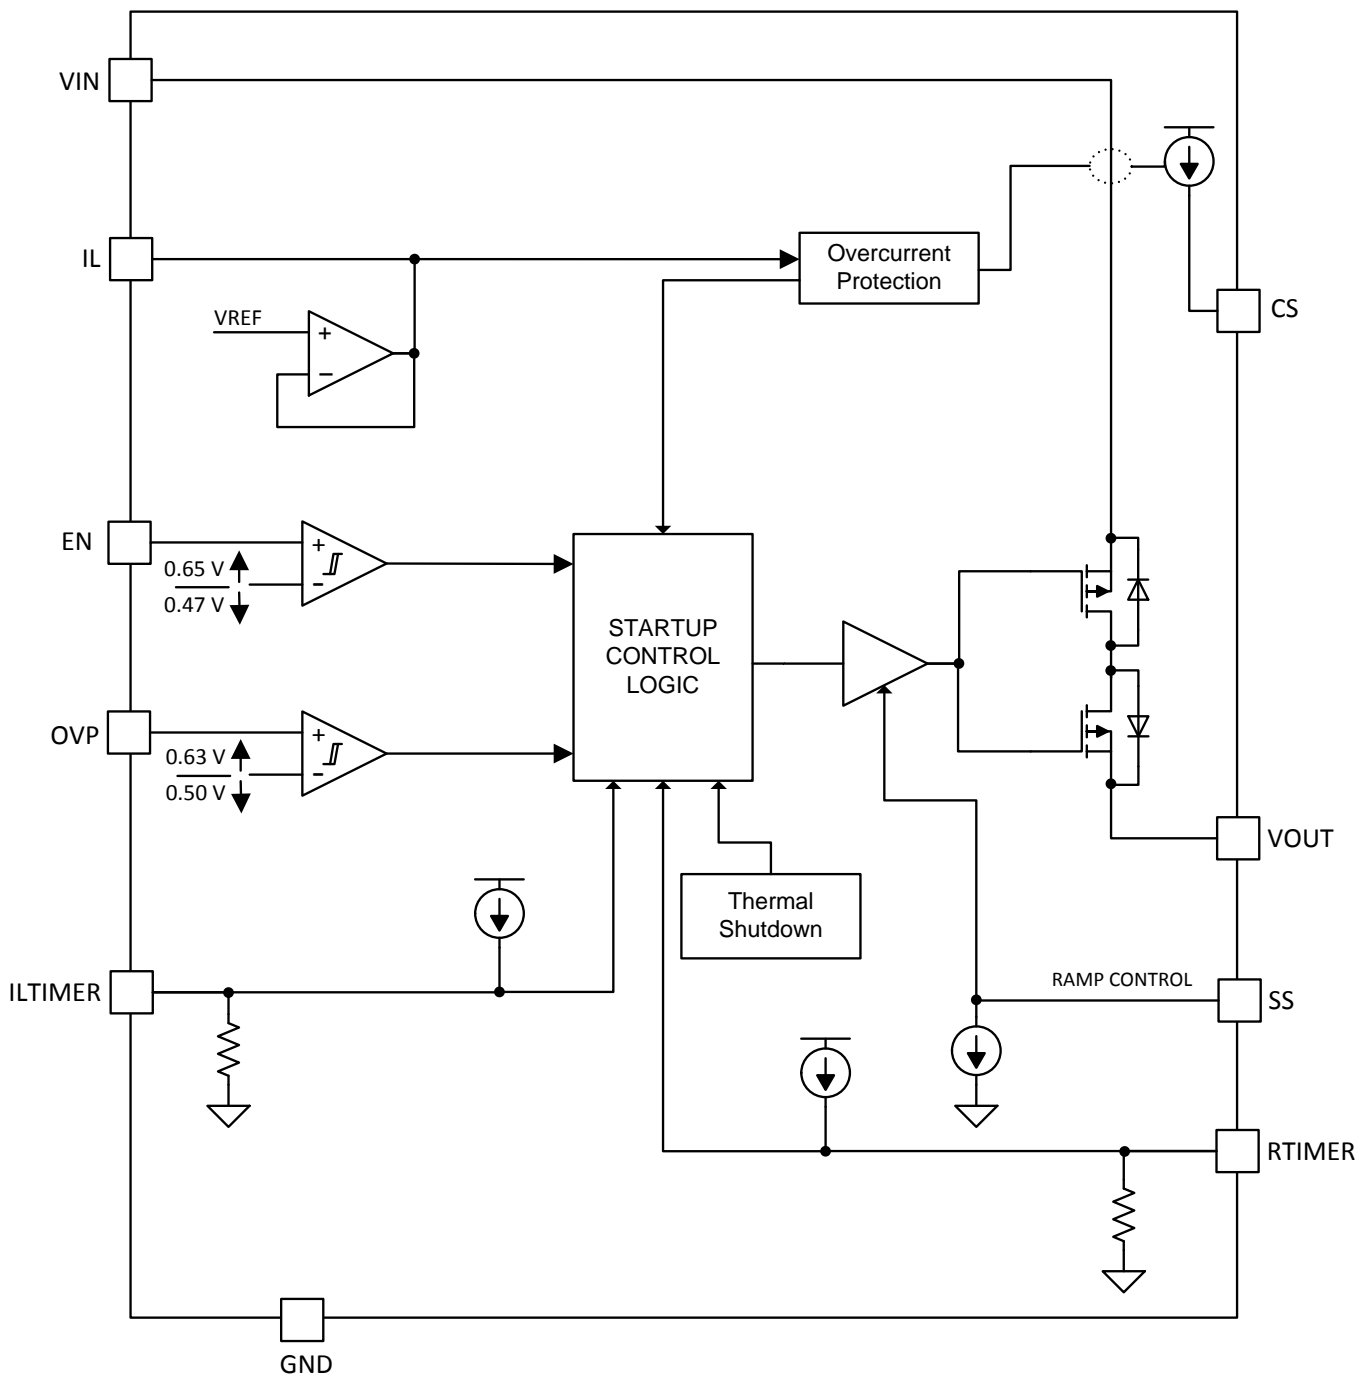 VIN
IL
Overcurrent
Protection
CS
VREF
+
−
EN
+
−
0.65 V
0.47 V
STARTUP
CONTROL
LOGIC
OVP
+
−
0.63 V
0.50 V
VOUT
Thermal
Shutdown
ILTIMER
RAMP CONTROL
SS
RTIMER
GND